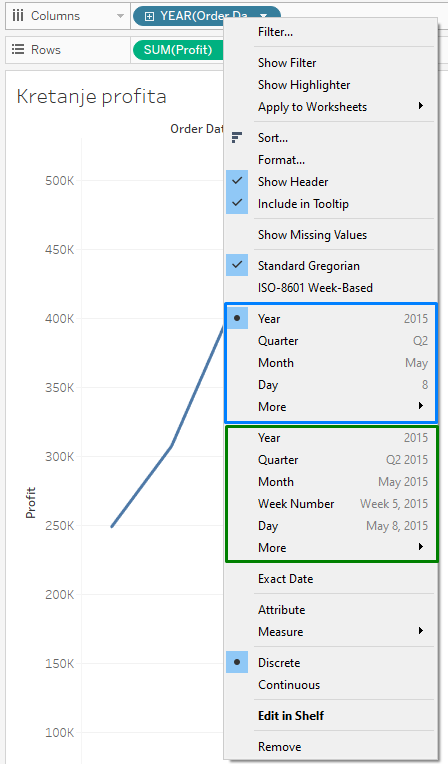 Columns YEAR(Order Da
Rows SUM(Profit)
Kretanje profita
Order Dat
Profit
500K
450K
400K
350K
300K
250K
200K
150K
100K
Filter...
Show Filter
Show Highlighter
Apply to Worksheets
Sort...
Format...
Show Header
Include in Tooltip
Show Missing Values
Standard Gregorian
ISO-8601 Week-Based
Year 2015
Quarter Q2
Month May
Day 8
More
Year 2015
Quarter Q2 2015
Month May 2015
Week Number Week 5, 2015
Day May 8, 2015
More
Exact Date
Attribute
Measure
Discrete
Continuous
Edit in Shelf
Remove